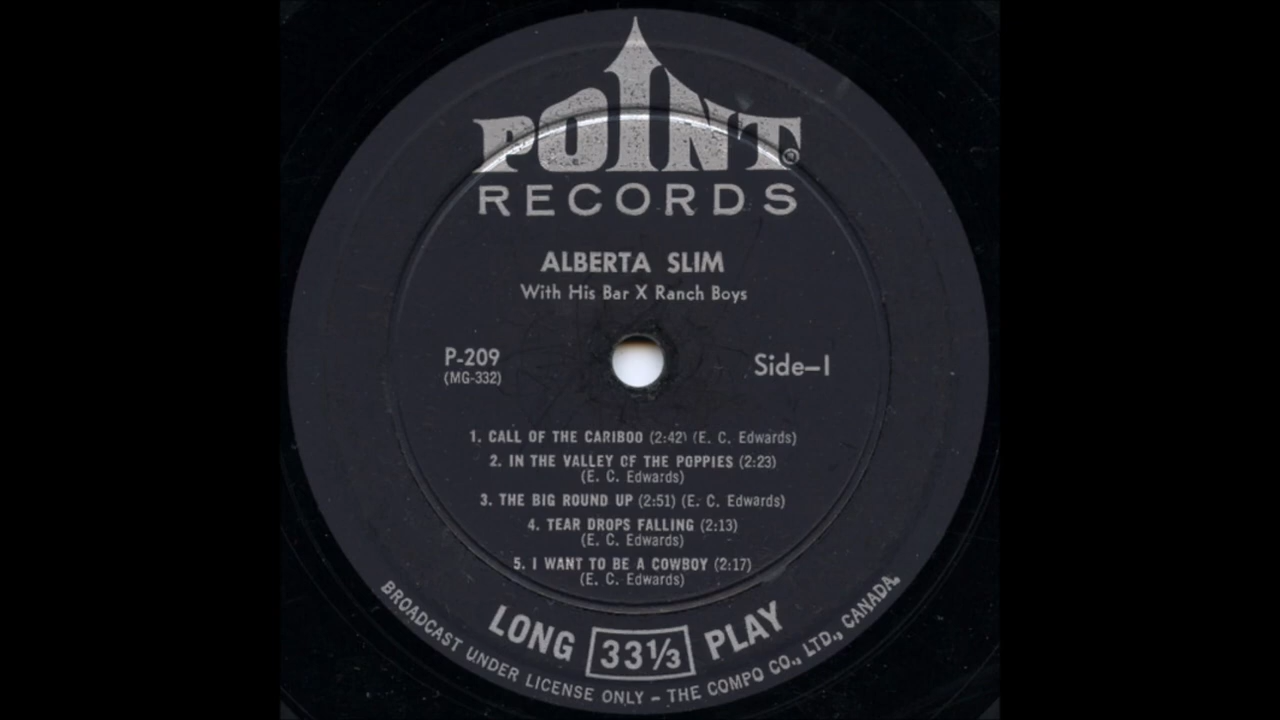 POINT®
RECORDS
ALBERTA SLIM
With His Bar X Ranch Boys
P-209
(MG-332)
Side–I
1. CALL OF THE CARIBOO (2:42) (E. C. Edwards)
2. IN THE VALLEY OF THE POPPIES (2:23)
(E. C. Edwards)
3. THE BIG ROUND UP (2:51) (E. C. Edwards)
4. TEAR DROPS FALLING (2:13)
(E. C. Edwards)
5. I WANT TO BE A COWBOY (2:17)
(E. C. Edwards)
LONG 33⅓ PLAY
BROADCAST UNDER LICENSE ONLY – THE COMPO CO., LTD., CANADA.